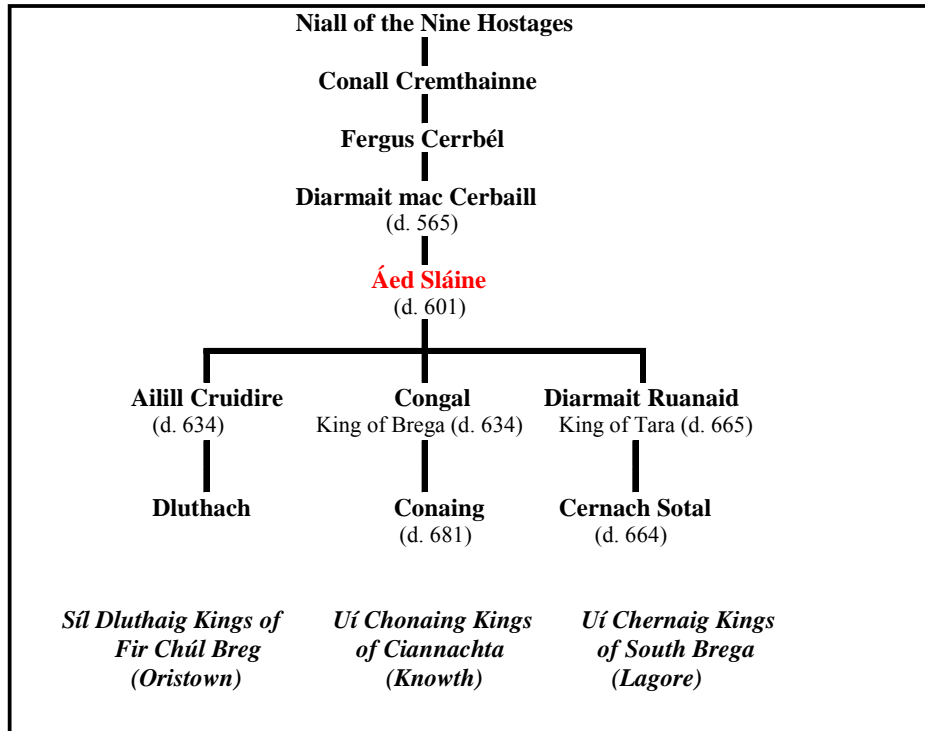 Niall of the Nine Hostages
Conall Cremthainne
Fergus Cerrbél
Diarmait mac Cerbaill
(d. 565)
Áed Sláine
(d. 601)
Ailill Cruidire
(d. 634)
Congal
King of Brega (d. 634)
Diarmait Ruanaid
King of Tara (d. 665)
Dluthach
Conaing
(d. 681)
Cernach Sotal
(d. 664)
Síl Dluthaig Kings of
Fir Chúl Breg
(Oristown)
Uí Chonaing Kings
of Ciannachta
(Knowth)
Uí Chernaig Kings
of South Brega
(Lagore)